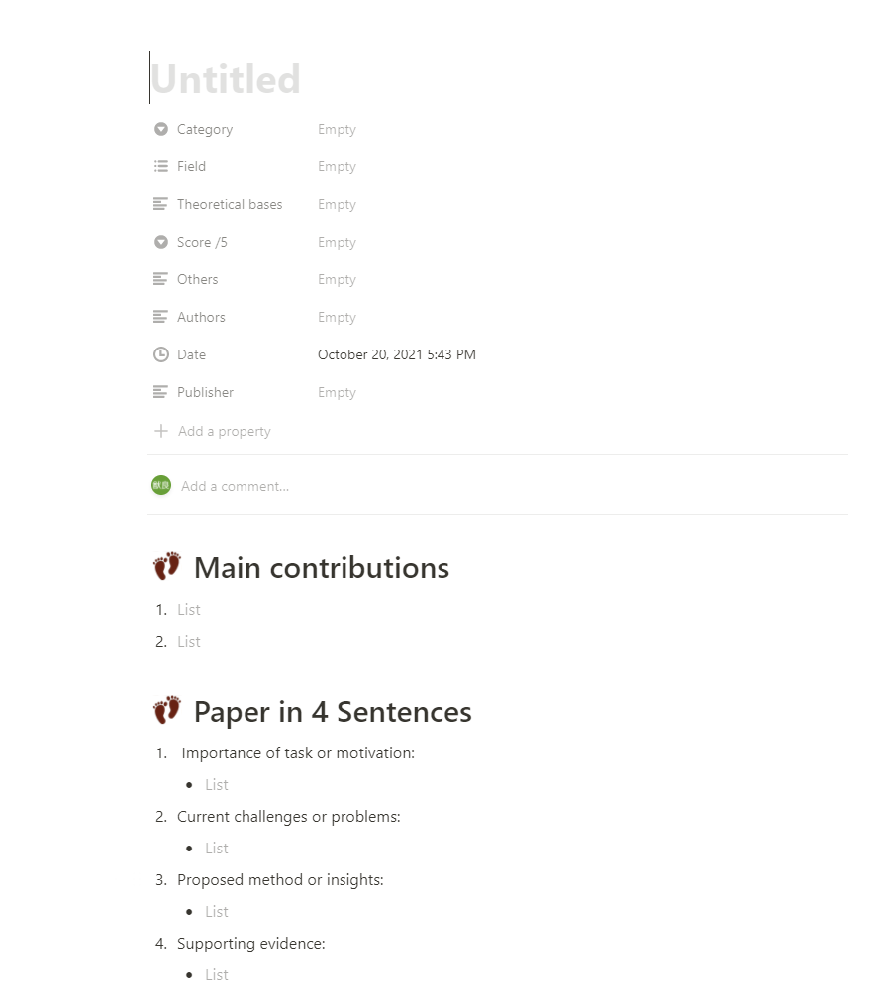 Untitled
Category Empty
Field Empty
Theoretical bases Empty
Score /5 Empty
Others Empty
Authors Empty
Date October 20, 2021 5:43 PM
Publisher Empty
Add a property
Add a comment...
Main contributions
1. List
2. List
Paper in 4 Sentences
1. Importance of task or motivation:
• List
2. Current challenges or problems:
• List
3. Proposed method or insights:
• List
4. Supporting evidence:
• List